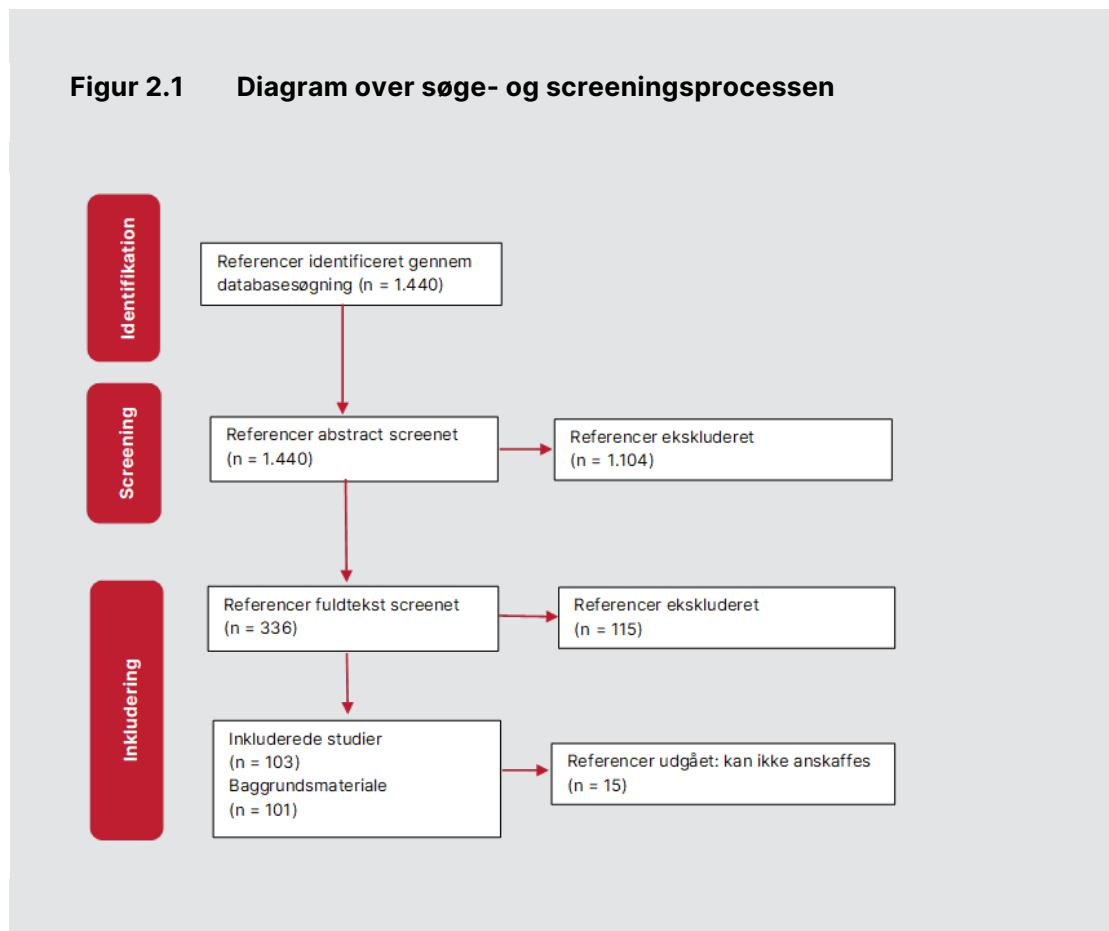 Figur 2.1 Diagram over søge- og screeningsprocessen
Identifikation
Referencer identificeret gennem
databasesøgning (n = 1.440)
Screening
Referencer abstract screenet
(n = 1.440)
Referencer ekskluderet
(n = 1.104)
Inkludering
Referencer fuldtekst screenet
(n = 336)
Referencer ekskluderet
(n = 115)
Inkluderede studier
(n = 103)
Baggrundsmateriale
(n = 101)
Referencer udgået: kan ikke anskaffes
(n = 15)